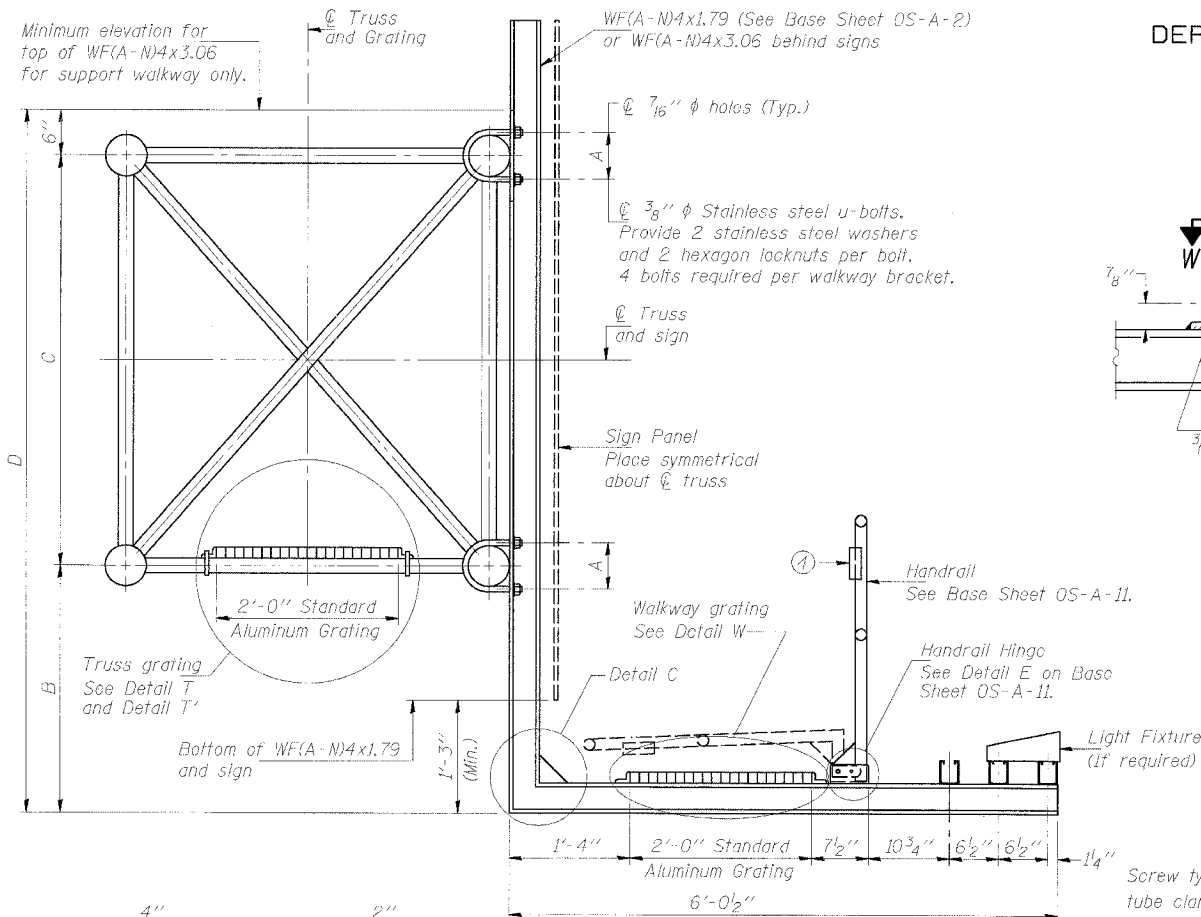 Minimum elevation for
top of WF(A-N)4x3.06
for support walkway only.
℄ Truss
and Grating
WF(A-N)4x1.79 (See Base Sheet OS-A-2)
or WF(A-N)4x3.06 behind signs
DEF
6"
℄ 7/16" ϕ holes (Typ.)
A
℄ 3/8" ϕ Stainless steel u-bolts.
Provide 2 stainless steel washers
and 2 hexagon locknuts per bolt.
4 bolts required per walkway bracket.
W
7/8"
C
℄ Truss
and sign
D
Sign Panel
Place symmetrical
about ℄ truss
A
1
Handrail
See Base Sheet OS-A-11.
2'-0" Standard
Aluminum Grating
Walkway grating
See Detail W
Handrail Hinge
See Detail E on Base
Sheet OS-A-11.
Truss grating
See Detail T
and Detail T'
B
Detail C
Bottom of WF(A-N)4x1.79
and sign
1'-3"
(Min.)
Light Fixture
(If required)
1'-4"
2'-0" Standard
Aluminum Grating
7 1/2"
10 3/4"
6 1/2"
6 1/2"
1 1/4"
6'-0 1/2"
Screw ty
tube clam
4"
2"